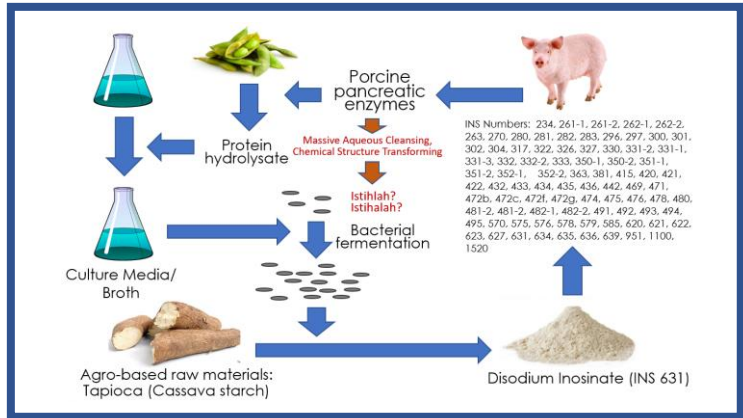 Porcine
pancreatic
enzymes
Massive Aqueous Cleansing,
Chemical Structure Transforming
Istihlah?
Istihalah?
Protein
hydrolysate
Bacterial
fermentation
Culture Media/
Broth
Agro-based raw materials:
Tapioca (Cassava starch)
INS Numbers: 234, 261-1, 261-2, 262-1, 262-2,
263, 270, 280, 281, 282, 283, 296, 297, 300, 301,
302, 304, 317, 322, 326, 327, 330, 331-2, 331-1,
331-3, 332, 332-2, 333, 350-1, 350-2, 351-1,
351-2, 352-1, 352-2, 363, 381, 415, 420, 421,
422, 432, 433, 434, 435, 436, 442, 469, 471,
472b, 472c, 472f, 472g, 474, 475, 476, 478, 480,
481-2, 481-2, 482-1, 482-2, 491, 492, 493, 494,
495, 570, 575, 576, 578, 579, 585, 620, 621, 622,
623, 627, 631, 634, 635, 636, 639, 951, 1100,
1520
Disodium Inosinate (INS 631)